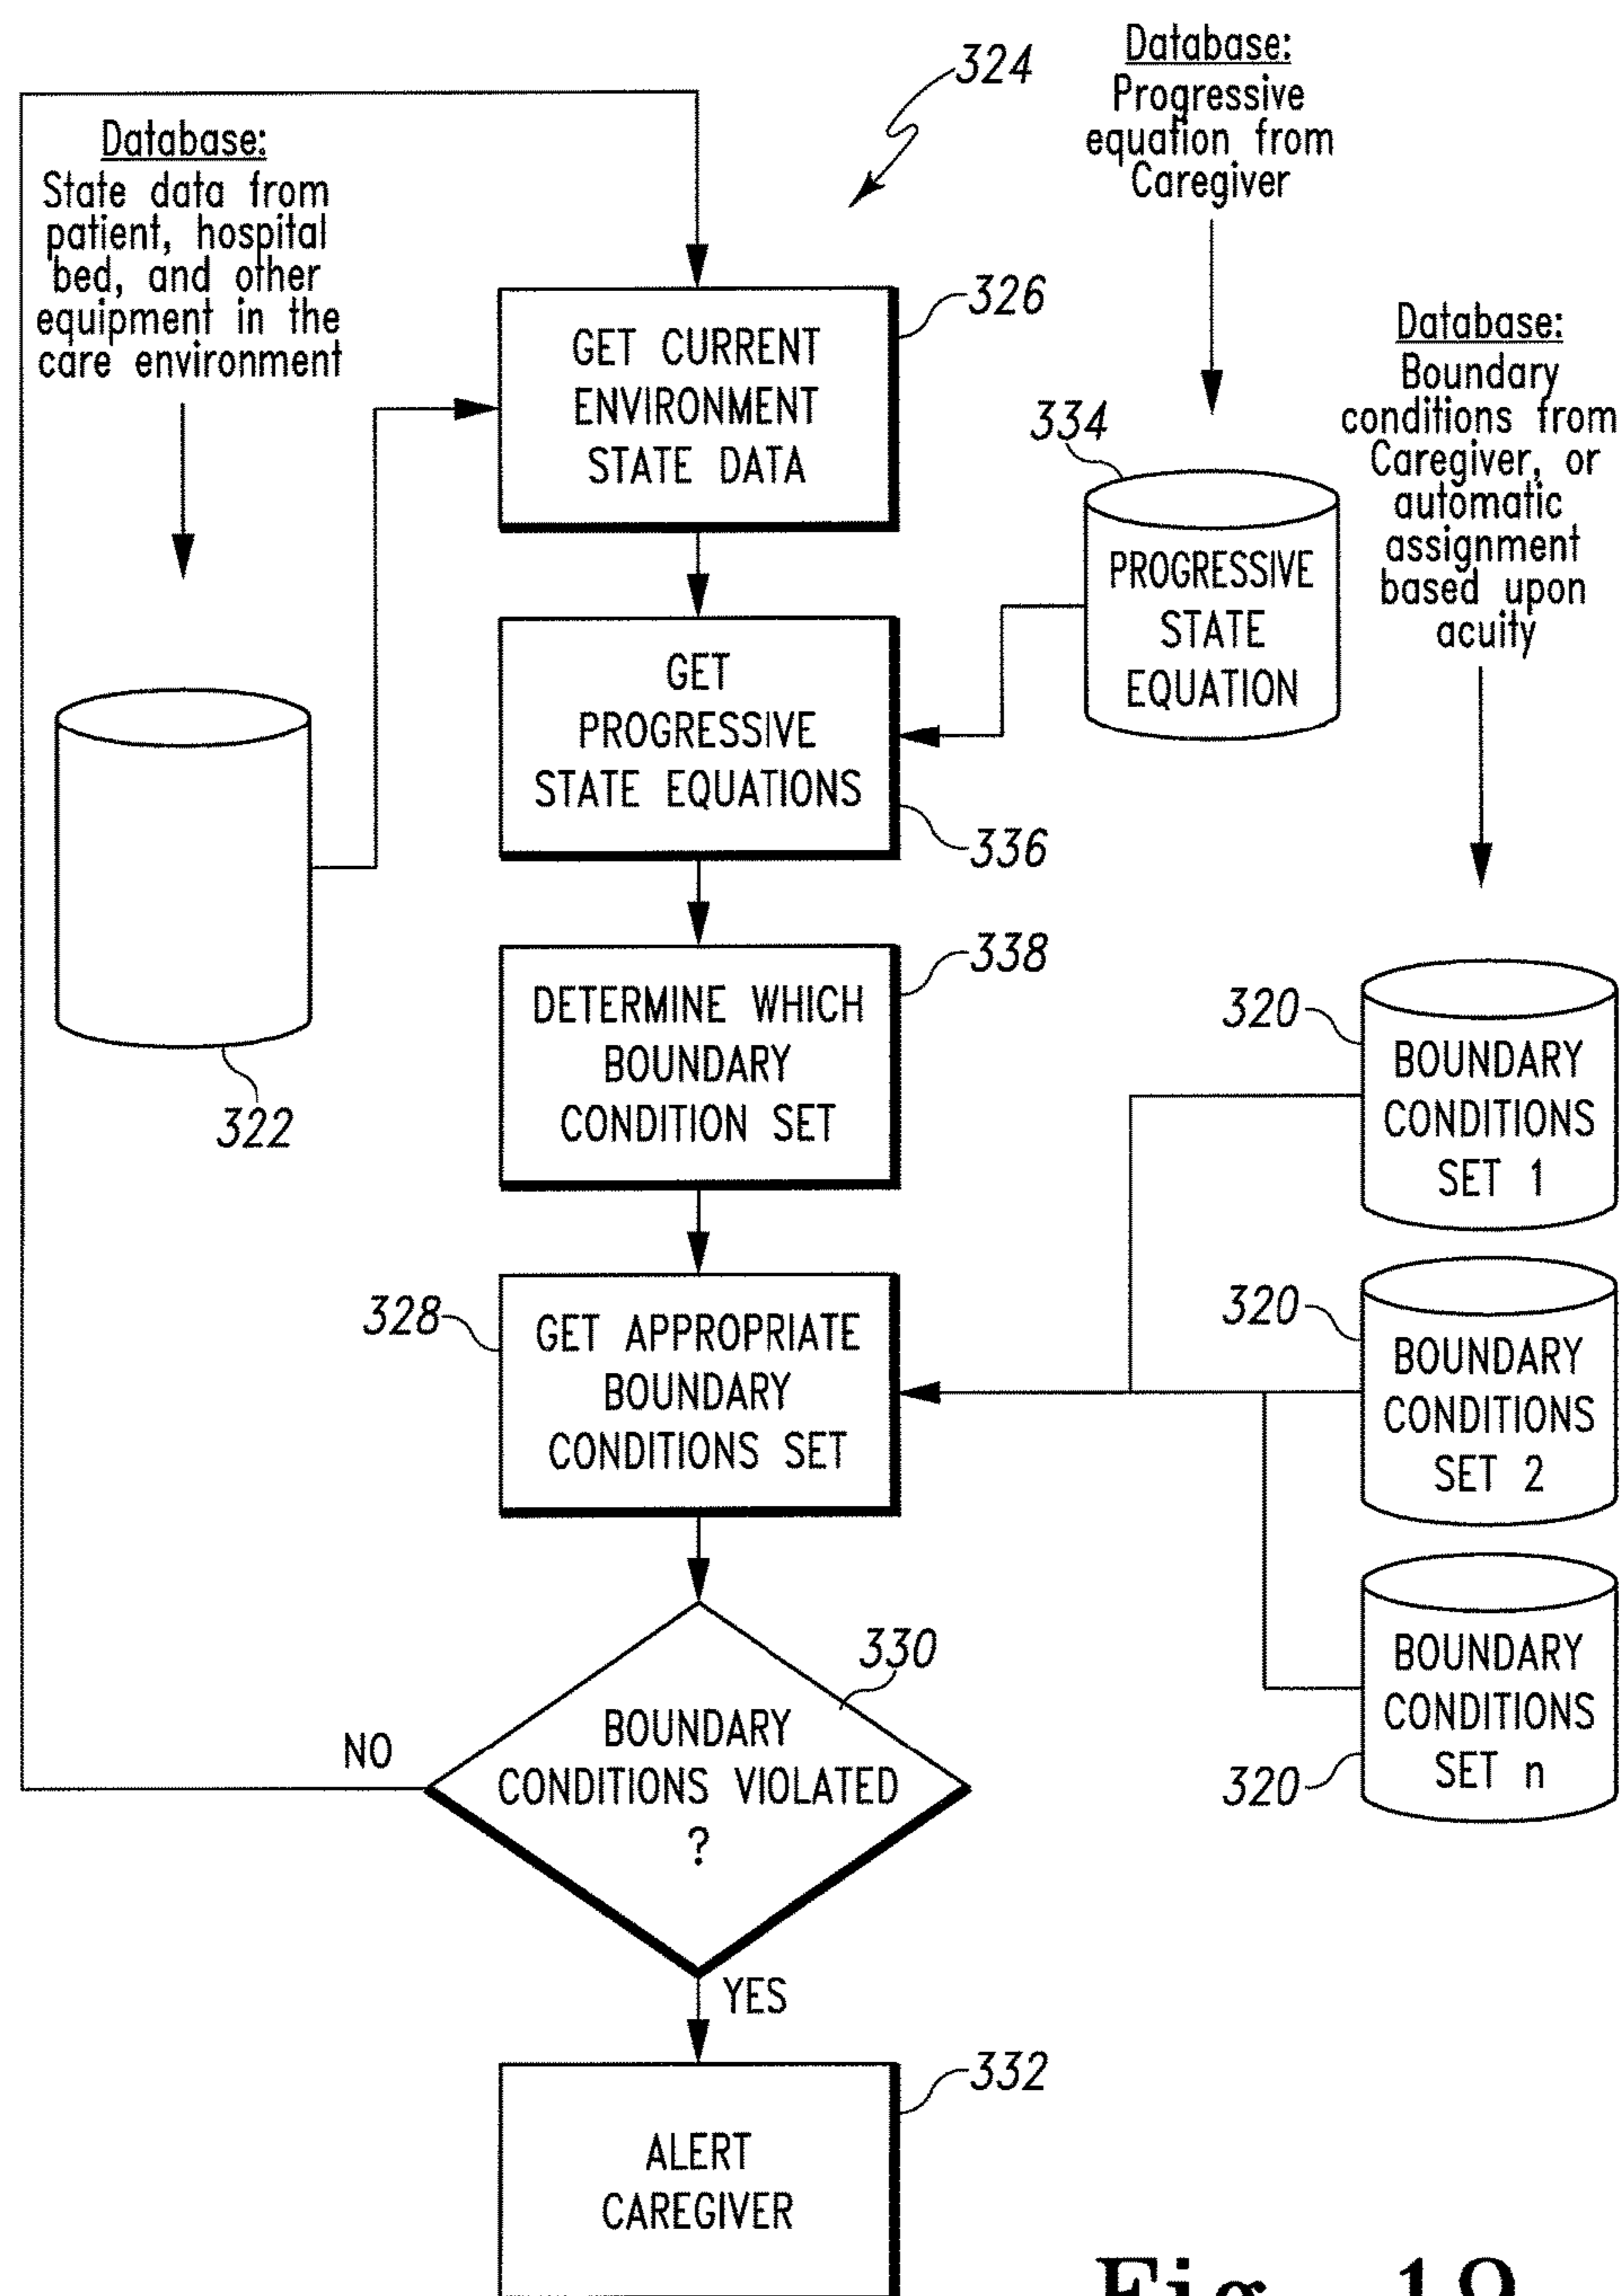 324
Database:
Progressive
equation from
Caregiver
Database:
State data from
patient, hospital
bed, and other
equipment in the
care environment
326
GET CURRENT
ENVIRONMENT
STATE DATA
Database:
Boundary
conditions from
Caregiver, or
automatic
assignment
based upon
acuity
334
PROGRESSIVE
STATE
EQUATION
GET
PROGRESSIVE
STATE EQUATIONS
336
322
338
DETERMINE WHICH
BOUNDARY
CONDITION SET
320
BOUNDARY
CONDITIONS
SET 1
328
GET APPROPRIATE
BOUNDARY
CONDITIONS SET
320
BOUNDARY
CONDITIONS
SET 2
330
BOUNDARY
CONDITIONS VIOLATED
?
NO
BOUNDARY
CONDITIONS
SET n
320
YES
332
ALERT
CAREGIVER
Fig. 19